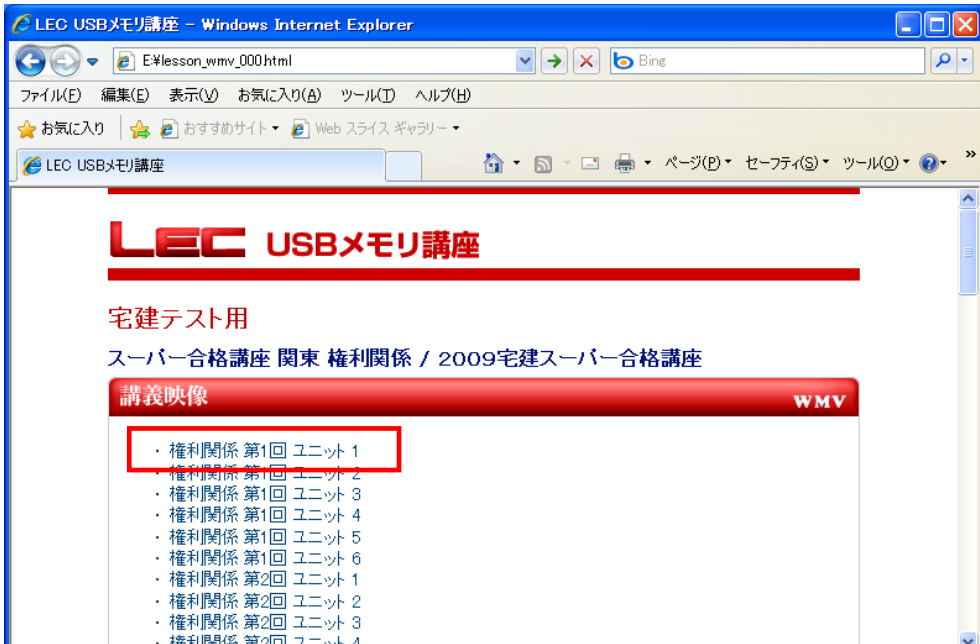 LEC USBメモリ講座 - Windows Internet Explorer
E:¥lesson_wmv_000.html
Bing
ファイル(F) 編集(E) 表示(V) お気に入り(A) ツール(T) ヘルプ(H)
お気に入り おすすめサイト Web スライス ギャラリー
LEC USBメモリ講座 ページ(P) セーフティ(S) ツール(O) »
LEC USBメモリ講座
宅建テスト用
スーパー合格講座 関東 権利関係 / 2009宅建スーパー合格講座
講義映像 WMV
・ 権利関係 第1回 ユニット 1
・ 権利関係 第1回 ユニット 2
・ 権利関係 第1回 ユニット 3
・ 権利関係 第1回 ユニット 4
・ 権利関係 第1回 ユニット 5
・ 権利関係 第1回 ユニット 6
・ 権利関係 第2回 ユニット 1
・ 権利関係 第2回 ユニット 2
・ 権利関係 第2回 ユニット 3
・ 権利関係 第2回 ユニット 4